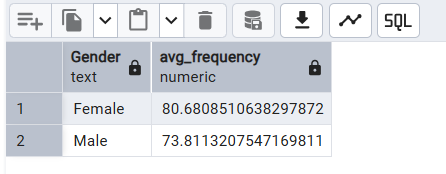 SQL
Gender avg_frequency
text numeric
1 Female 80.6808510638297872
2 Male 73.8113207547169811